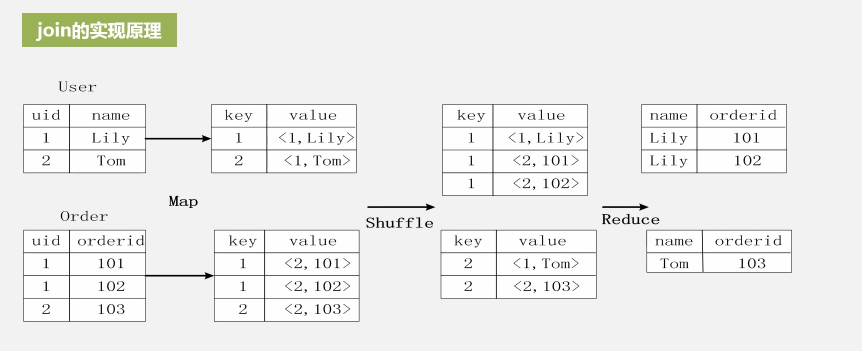 join的实现原理
User
uid name
1 Lily
2 Tom
key value
1 <1,Lily>
2 <1,Tom>
Map
Order
uid orderid
1 101
1 102
2 103
key value
1 <2,101>
1 <2,102>
2 <2,103>
Shuffle
key value
1 <1,Lily>
1 <2,101>
1 <2,102>
key value
2 <1,Tom>
2 <2,103>
Reduce
name orderid
Lily 101
Lily 102
name orderid
Tom 103